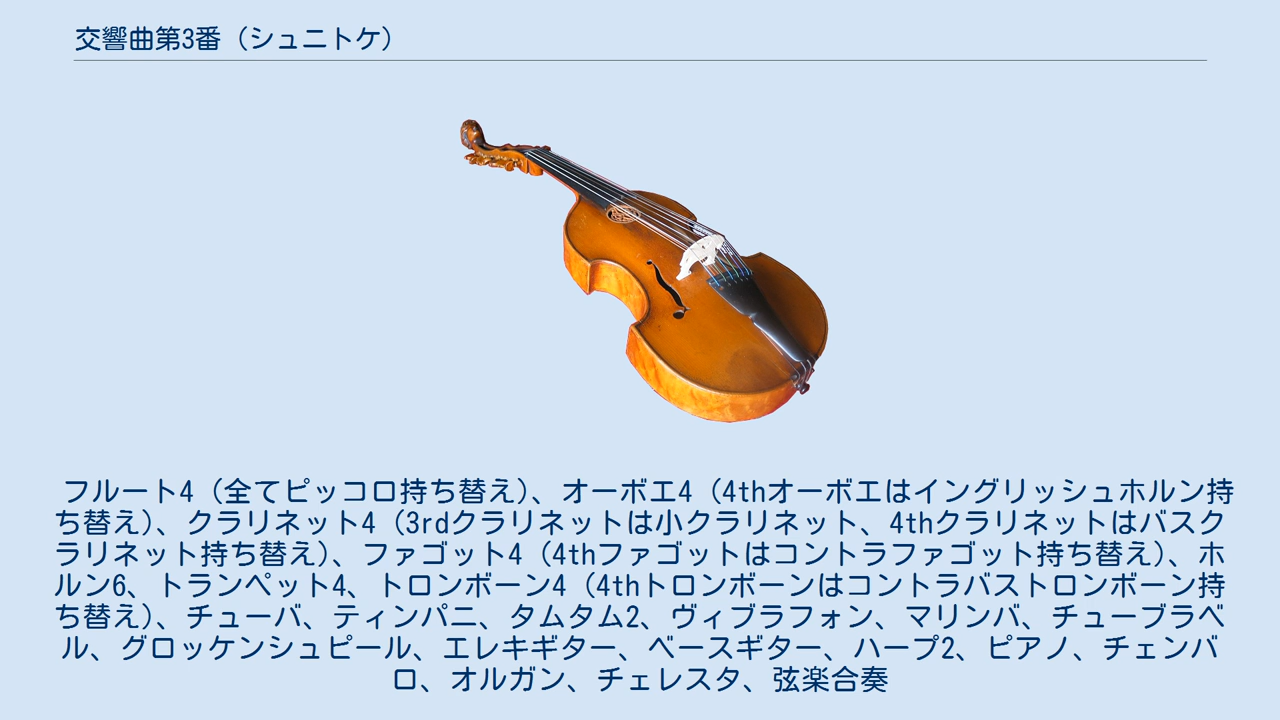 交響曲第3番（シュニトケ）
フルート4（全てピッコロ持ち替え）、オーボエ4（4thオーボエはイングリッシュホルン持
ち替え）、クラリネット4（3rdクラリネットは小クラリネット、4thクラリネットはバスク
ラリネット持ち替え）、ファゴット4（4thファゴットはコントラファゴット持ち替え）、ホ
ルン6、トランペット4、トロンボーン4（4thトロンボーンはコントラバストロンボーン持
ち替え）、チューバ、ティンパニ、タムタム2、ヴィブラフォン、マリンバ、チューブラベ
ル、グロッケンシュピール、エレキギター、ベースギター、ハープ2、ピアノ、チェンバ
ロ、オルガン、チェレスタ、弦楽合奏